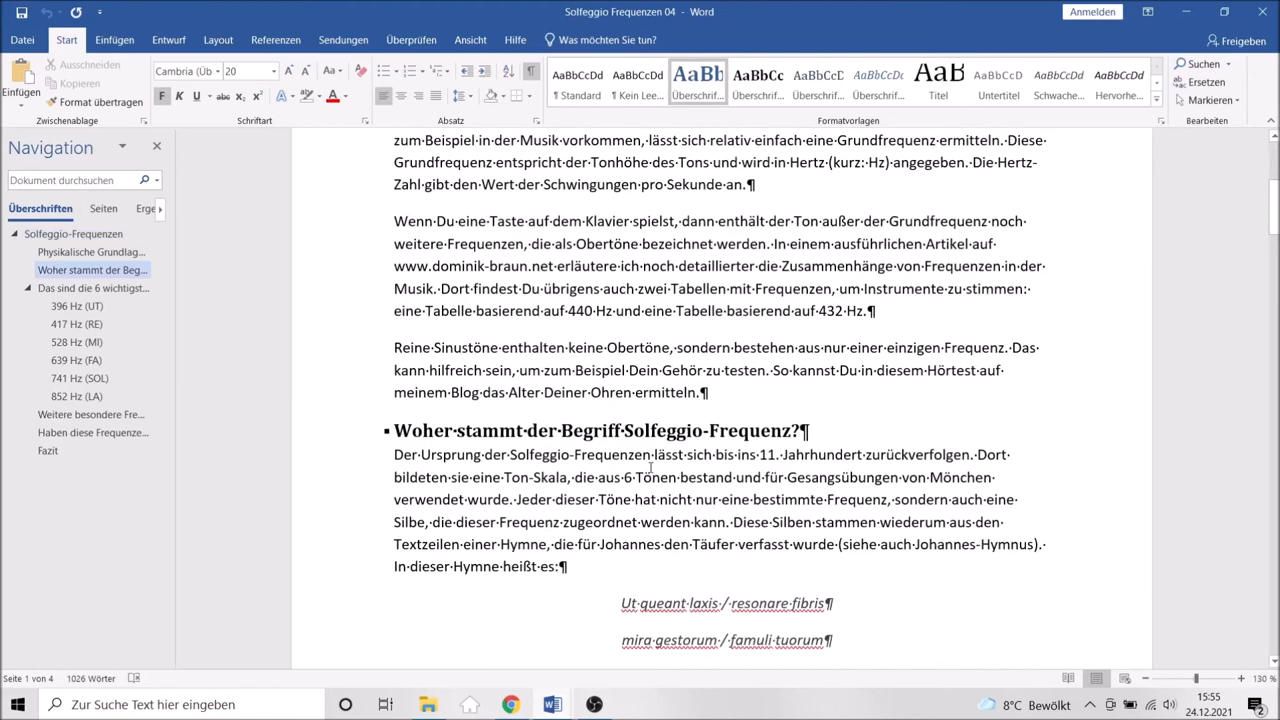 Solfeggio Frequenzen 04 - Word
Anmelden
Datei Start Einfügen Entwurf Layout Referenzen Sendungen Überprüfen Ansicht Hilfe Was möchten Sie tun? Freigeben
Einfügen
Ausschneiden
Kopieren
Format übertragen
Zwischenablage
Cambria (Üb 20
Aa
F K U abc x₂ x²
Schriftart
Absatz
AaBbCcDd AaBbCcDd AaBb AaBbCc AaBbCcD AaBbCcDc AaB AaBbCcD AaBbCcDd AaBbCcDd
¶ Standard ¶ Kein Lee... Überschrif... Überschrif... Überschrif... Überschrif... Titel Untertitel Schwache... Hervorhe...
Formatvorlagen
Suchen
Ersetzen
Markieren
Bearbeiten
Navigation
Dokument durchsuchen
Überschriften Seiten Erge
Solfeggio-Frequenzen
Physikalische Grundlag...
Woher stammt der Beg...
Das sind die 6 wichtigst...
396 Hz (UT)
417 Hz (RE)
528 Hz (MI)
639 Hz (FA)
741 Hz (SOL)
852 Hz (LA)
Weitere besondere Fre...
Haben diese Frequenze...
Fazit
zum·Beispiel·in·der·Musik·vorkommen,·lässt·sich·relativ·einfach·eine·Grundfrequenz·ermitteln.·Diese·
Grundfrequenz·entspricht·der·Tonhöhe·des·Tons·und·wird·in·Hertz·(kurz:·Hz)·angegeben.·Die·Hertz-
Zahl·gibt·den·Wert·der·Schwingungen·pro·Sekunde·an.¶
Wenn·Du·eine·Taste·auf·dem·Klavier·spielst,·dann·enthält·der·Ton·außer·der·Grundfrequenz·noch·
weitere·Frequenzen,·die·als·Obertöne·bezeichnet·werden.·In·einem·ausführlichen·Artikel·auf·
www.dominik-braun.net·erläutere·ich·noch·detaillierter·die·Zusammenhänge·von·Frequenzen·in·der·
Musik.·Dort·findest·Du·übrigens·auch·zwei·Tabellen·mit·Frequenzen,·um·Instrumente·zu·stimmen:·
eine·Tabelle·basierend·auf·440·Hz·und·eine·Tabelle·basierend·auf·432·Hz.¶
Reine·Sinustöne·enthalten·keine·Obertöne,·sondern·bestehen·aus·nur·einer·einzigen·Frequenz.·Das·
kann·hilfreich·sein,·um·zum·Beispiel·Dein·Gehör·zu·testen.·So·kannst·Du·in·diesem·Hörtest·auf·
meinem·Blog·das·Alter·Deiner·Ohren·ermitteln.¶
Woher·stammt·der·Begriff·Solfeggio-Frequenz?¶
Der·Ursprung·der·Solfeggio-Frequenzen·lässt·sich·bis·ins·11.·Jahrhundert·zurückverfolgen.·Dort·
bildeten·sie·eine·Ton-Skala,·die·aus·6·Tönen·bestand·und·für·Gesangsübungen·von·Mönchen·
verwendet·wurde.·Jeder·dieser·Töne·hat·nicht·nur·eine·bestimmte·Frequenz,·sondern·auch·eine·
Silbe,·die·dieser·Frequenz·zugeordnet·werden·kann.·Diese·Silben·stammen·wiederum·aus·den·
Textzeilen·einer·Hymne,·die·für·Johannes·den·Täufer·verfasst·wurde·(siehe·auch·Johannes-Hymnus).·
In·dieser·Hymne·heißt·es:¶
Ut·queant·laxis·/·resonare·fibris¶
mira·gestorum·/·famuli·tuorum¶
Seite 1 von 4 1026 Wörter
130 %
Zur Suche Text hier eingeben
8°C Bewölkt
15:55
24.12.2021
2